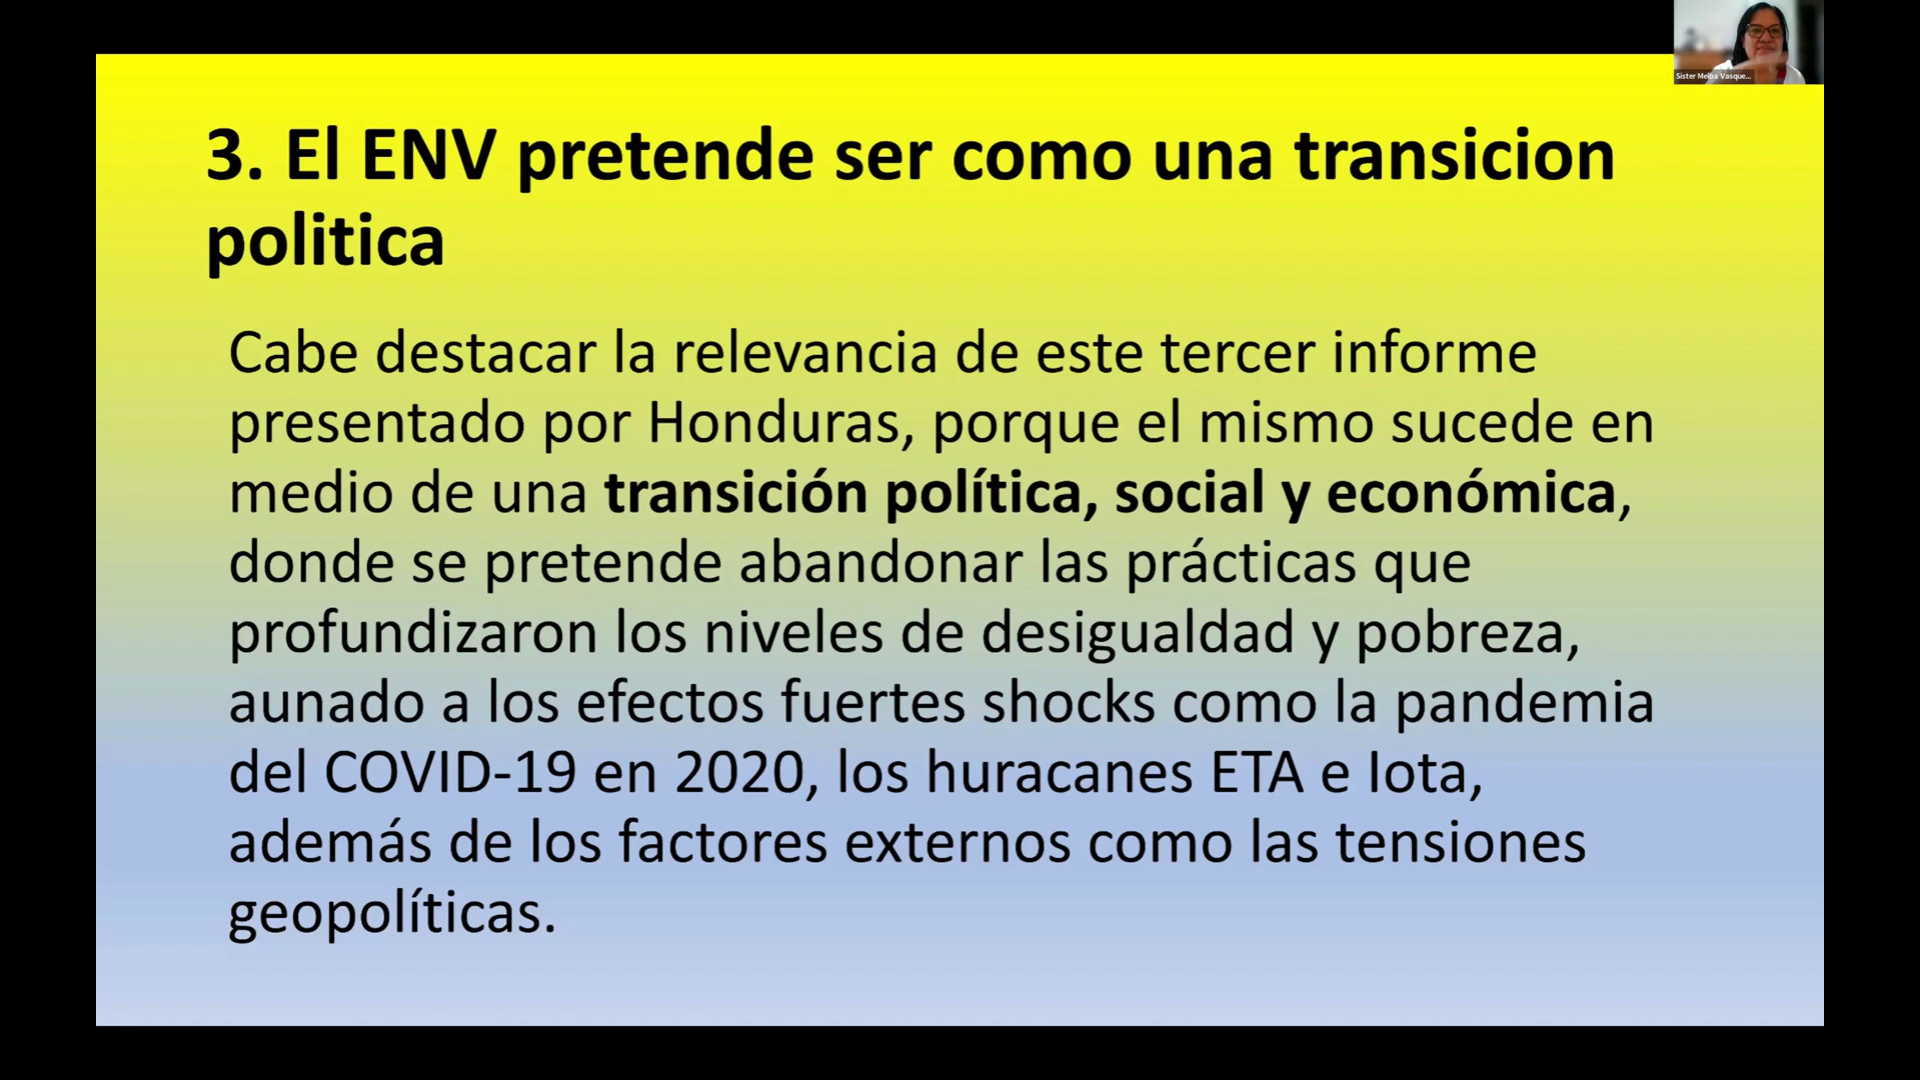 Sister Melba Vasque...
3. El ENV pretende ser como una transicion
politica
Cabe destacar la relevancia de este tercer informe
presentado por Honduras, porque el mismo sucede en
medio de una transición política, social y económica,
donde se pretende abandonar las prácticas que
profundizaron los niveles de desigualdad y pobreza,
aunado a los efectos fuertes shocks como la pandemia
del COVID-19 en 2020, los huracanes ETA e Iota,
además de los factores externos como las tensiones
geopolíticas.